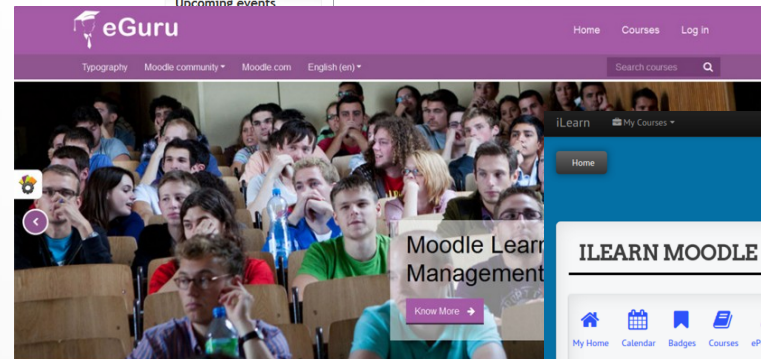 Upcoming events
eGuru
Home Courses Log in
Typography Moodle community Moodle.com English (en)
Search courses
iLearn My Courses
Home
Moodle Learn
Management
Know More
ILEARN MOODLE
My Home Calendar Badges Courses eP